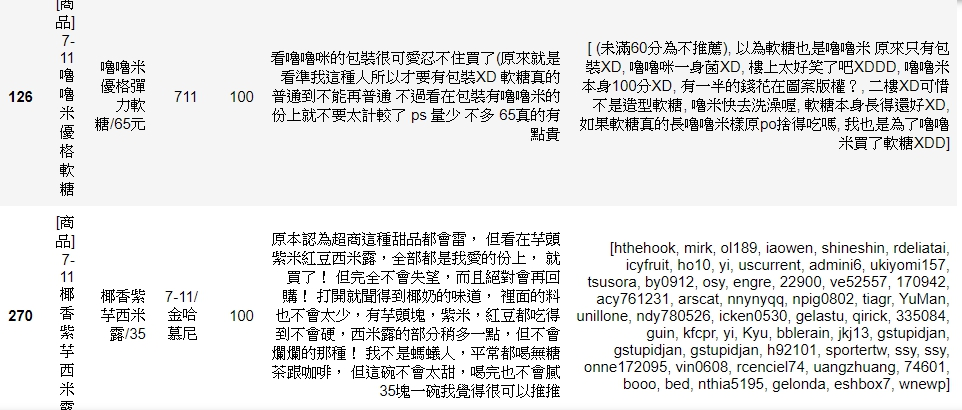 [商
品]
7-
11
嚕
嚕
米
優
格
軟
糖
126
嚕嚕米
優格彈
力軟
糖/65元
711
100
看嚕嚕咪的包裝很可愛忍不住買了(原來就是
看準我這種人所以才要有包裝XD 軟糖真的
普通到不能再普通 不過看在包裝有嚕嚕米的
份上就不要太計較了 ps 量少 不多 65真的有
點貴
[ (未滿60分為不推薦), 以為軟糖也是嚕嚕米 原來只有包
裝XD, 嚕嚕咪一身菌XD, 樓上太好笑了吧XDDD, 嚕嚕米
本身100分XD, 有一半的錢花在圖案版權？, 二樓XD可惜
不是造型軟糖, 嚕米快去洗澡喔, 軟糖本身長得還好XD,
如果軟糖真的長嚕嚕米樣原po捨得吃嗎, 我也是為了嚕嚕
米買了軟糖XDD]
[商
品]
7-
11
椰
香
紫
芋
西
米
露
270
椰香紫
芋西米
露/35
7-11/
金哈
慕尼
100
原本認為超商這種甜品都會雷， 但看在芋頭
紫米紅豆西米露，全部都是我愛的份上， 就
買了！ 但完全不會失望，而且絕對會再回
購！ 打開就聞得到椰奶的味道， 裡面的料
也不會太少，有芋頭塊，紫米，紅豆都吃得
到不會硬，西米露的部分稍多一點，但不會
爛爛的那種！ 我不是螞蟻人，平常都喝無糖
茶跟咖啡， 但這碗不會太甜，喝完也不會膩
35塊一碗我覺得很可以推推
[hthehook, mirk, ol189, iaowen, shineshin, rdeliatai,
icyfruit, ho10, yi, uscurrent, admini6, ukiyomi157,
tsusora, by0912, osy, engre, 22900, ve52557, 170942,
acy761231, arscat, nnynyqq, npig0802, tiagr, YuMan,
unillone, ndy780526, icken0530, gelastu, qirick, 335084,
guin, kfcpr, yi, Kyu, bblerain, jkj13, gstupidjan,
gstupidjan, gstupidjan, h92101, sportertw, ssy, ssy,
onne172095, vin0608, rcenciel74, uangzhuang, 74601,
booo, bed, nthia5195, gelonda, eshbox7, wnewp]